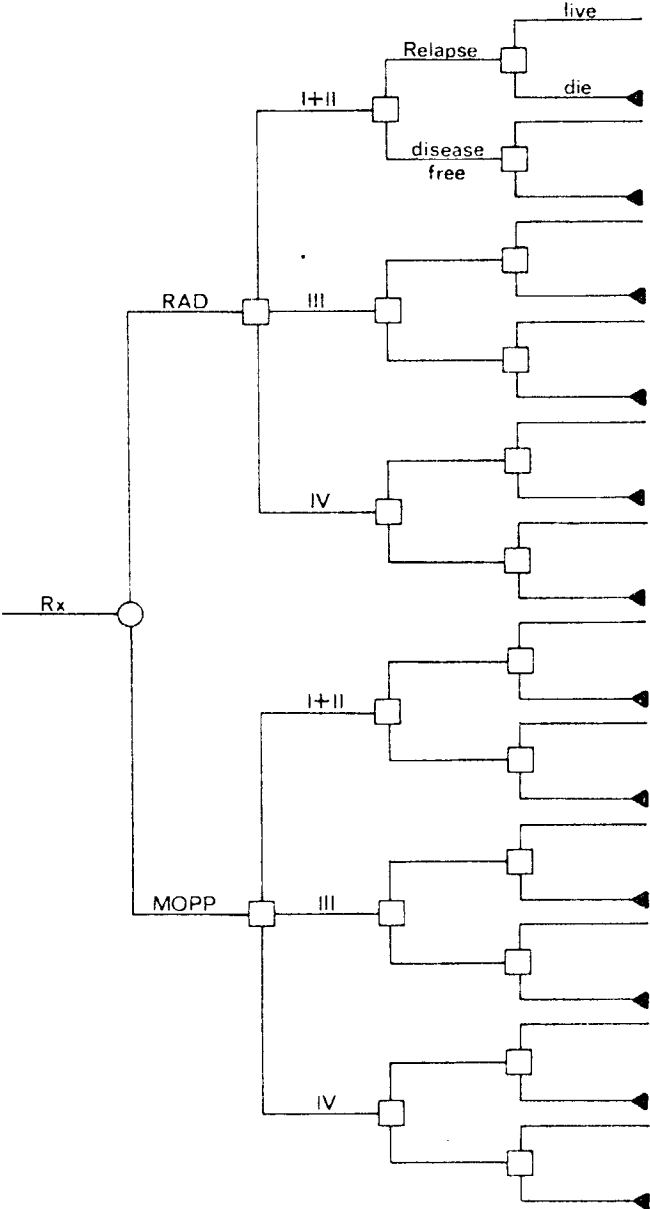 live
Relapse
die
I+II
disease
free
RAD
III
IV
Rx
I+II
MOPP
III
IV